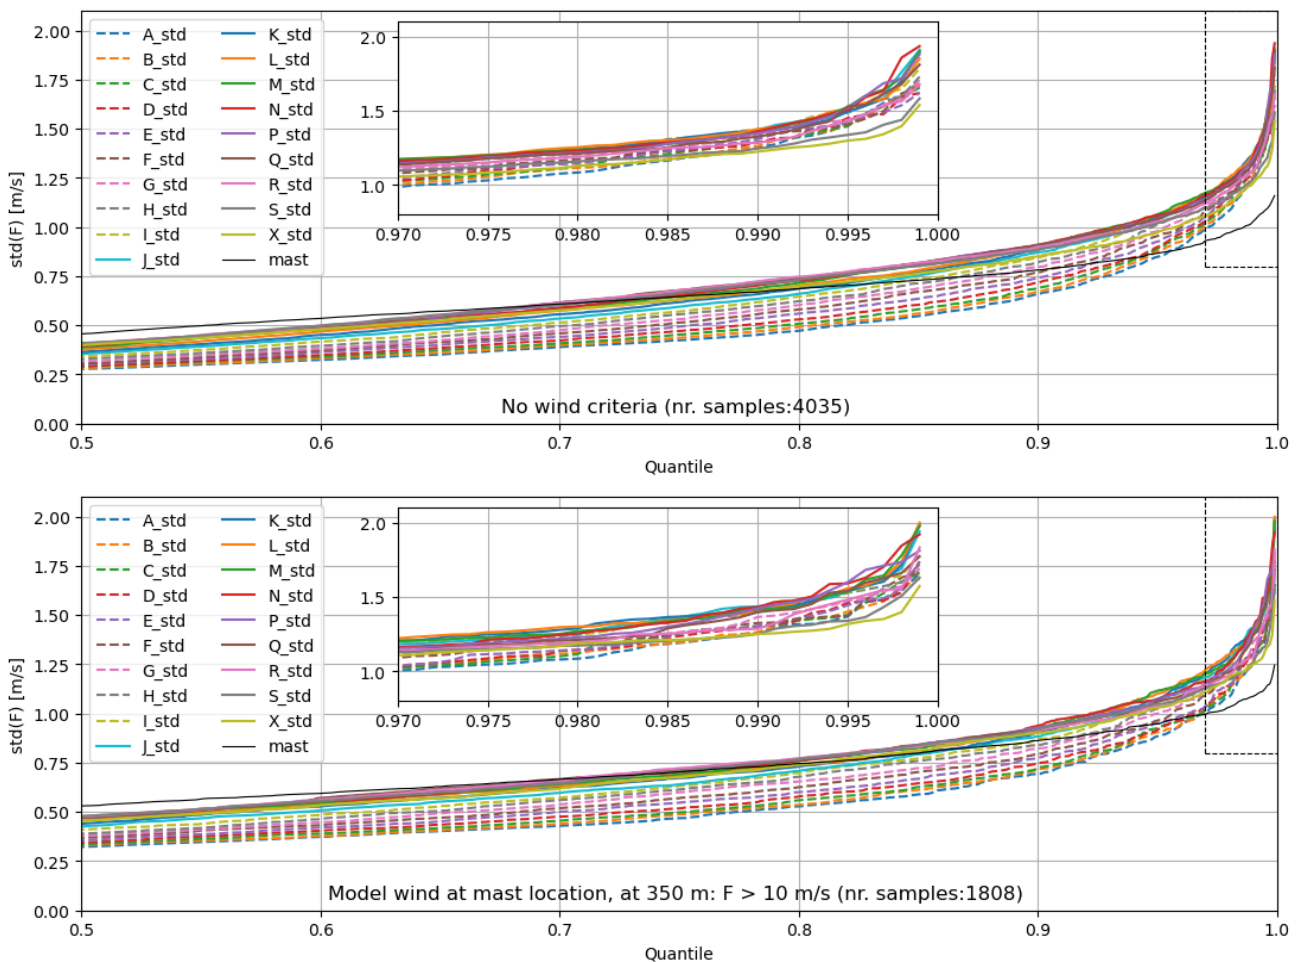 2.00
1.75
1.50
1.25
1.00
0.75
0.50
0.25
0.00
std(F) [m/s]
A_std K_std
B_std L_std
C_std M_std
D_std N_std
E_std P_std
F_std Q_std
G_std R_std
H_std S_std
I_std X_std
J_std mast
2.0
1.5
1.0
0.970 0.975 0.980 0.985 0.990 0.995 1.000
No wind criteria (nr. samples:4035)
0.5 0.6 0.7 0.8 0.9 1.0
Quantile
2.00
1.75
1.50
1.25
1.00
0.75
0.50
0.25
0.00
std(F) [m/s]
A_std K_std
B_std L_std
C_std M_std
D_std N_std
E_std P_std
F_std Q_std
G_std R_std
H_std S_std
I_std X_std
J_std mast
2.0
1.5
1.0
0.970 0.975 0.980 0.985 0.990 0.995 1.000
Model wind at mast location, at 350 m: F > 10 m/s (nr. samples:1808)
0.5 0.6 0.7 0.8 0.9 1.0
Quantile